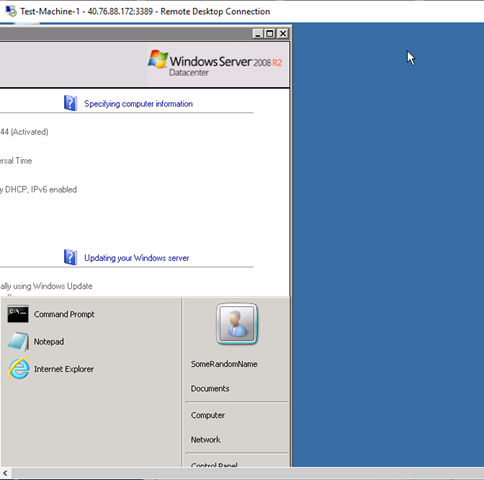 Test-Machine-1 - 40.76.88.172:3389 - Remote Desktop Connection
Windows Server 2008 R2
Datacenter
Specifying computer information
44 (Activated)
ersal Time
y DHCP, IPv6 enabled
Updating your Windows server
ally using Windows Update
Command Prompt
Notepad
Internet Explorer
SomeRandomName
Documents
Computer
Network
Control Panel